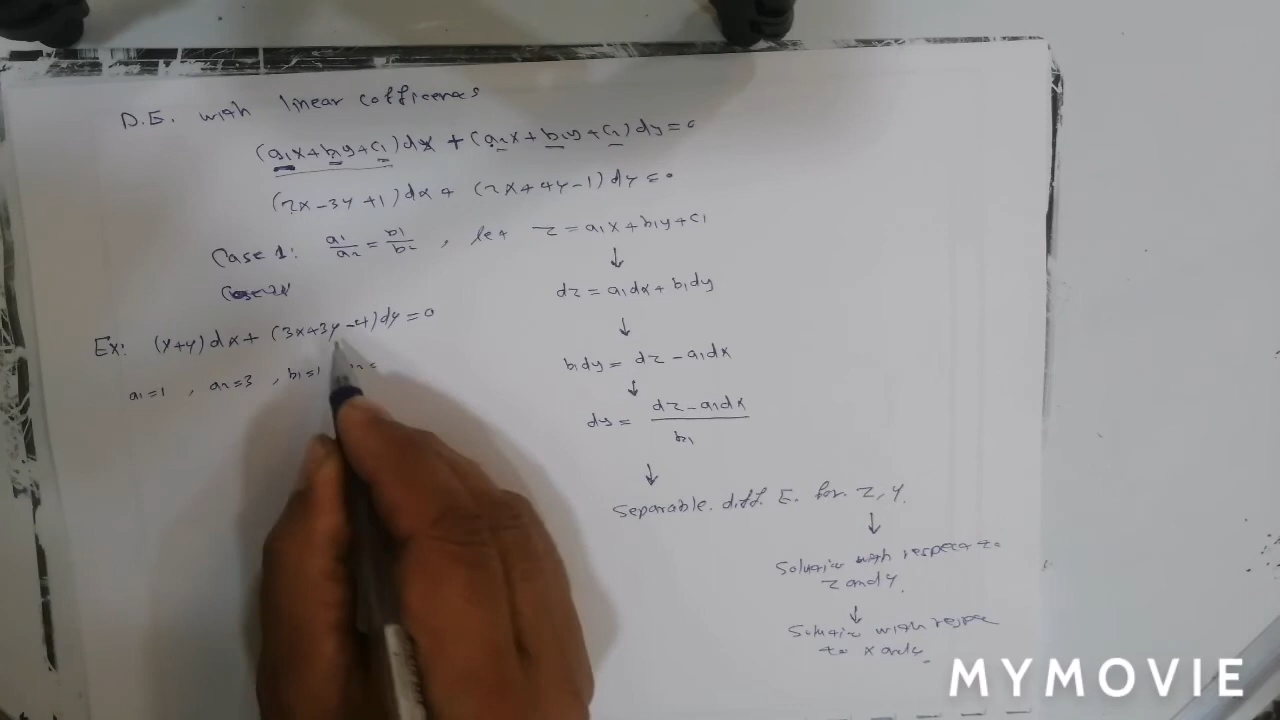 D.E. with linear cofficenas
(a1x+b1y+c1)dx + (a2x+b2y+c2)dy=0
(2x-3y+1)dx + (2x+4y-1)dy=0
Case 1: a1/a2 = b1/b2 , let z=a1x+b1y+c1
↓
dz=a1dx+b1dy
Ex: (x+y)dx+(3x+3y-4)dy=0
↓
b1dy = dz-a1dx
a1=1 , a2=3 , b1=1
↓
dy= dz-a1dx / b1
↓
Separable. diff. E. for. z, y.
↓
Solution with respect to
z and y.
↓
Solution with respe
to x and y.
MYMOVIE